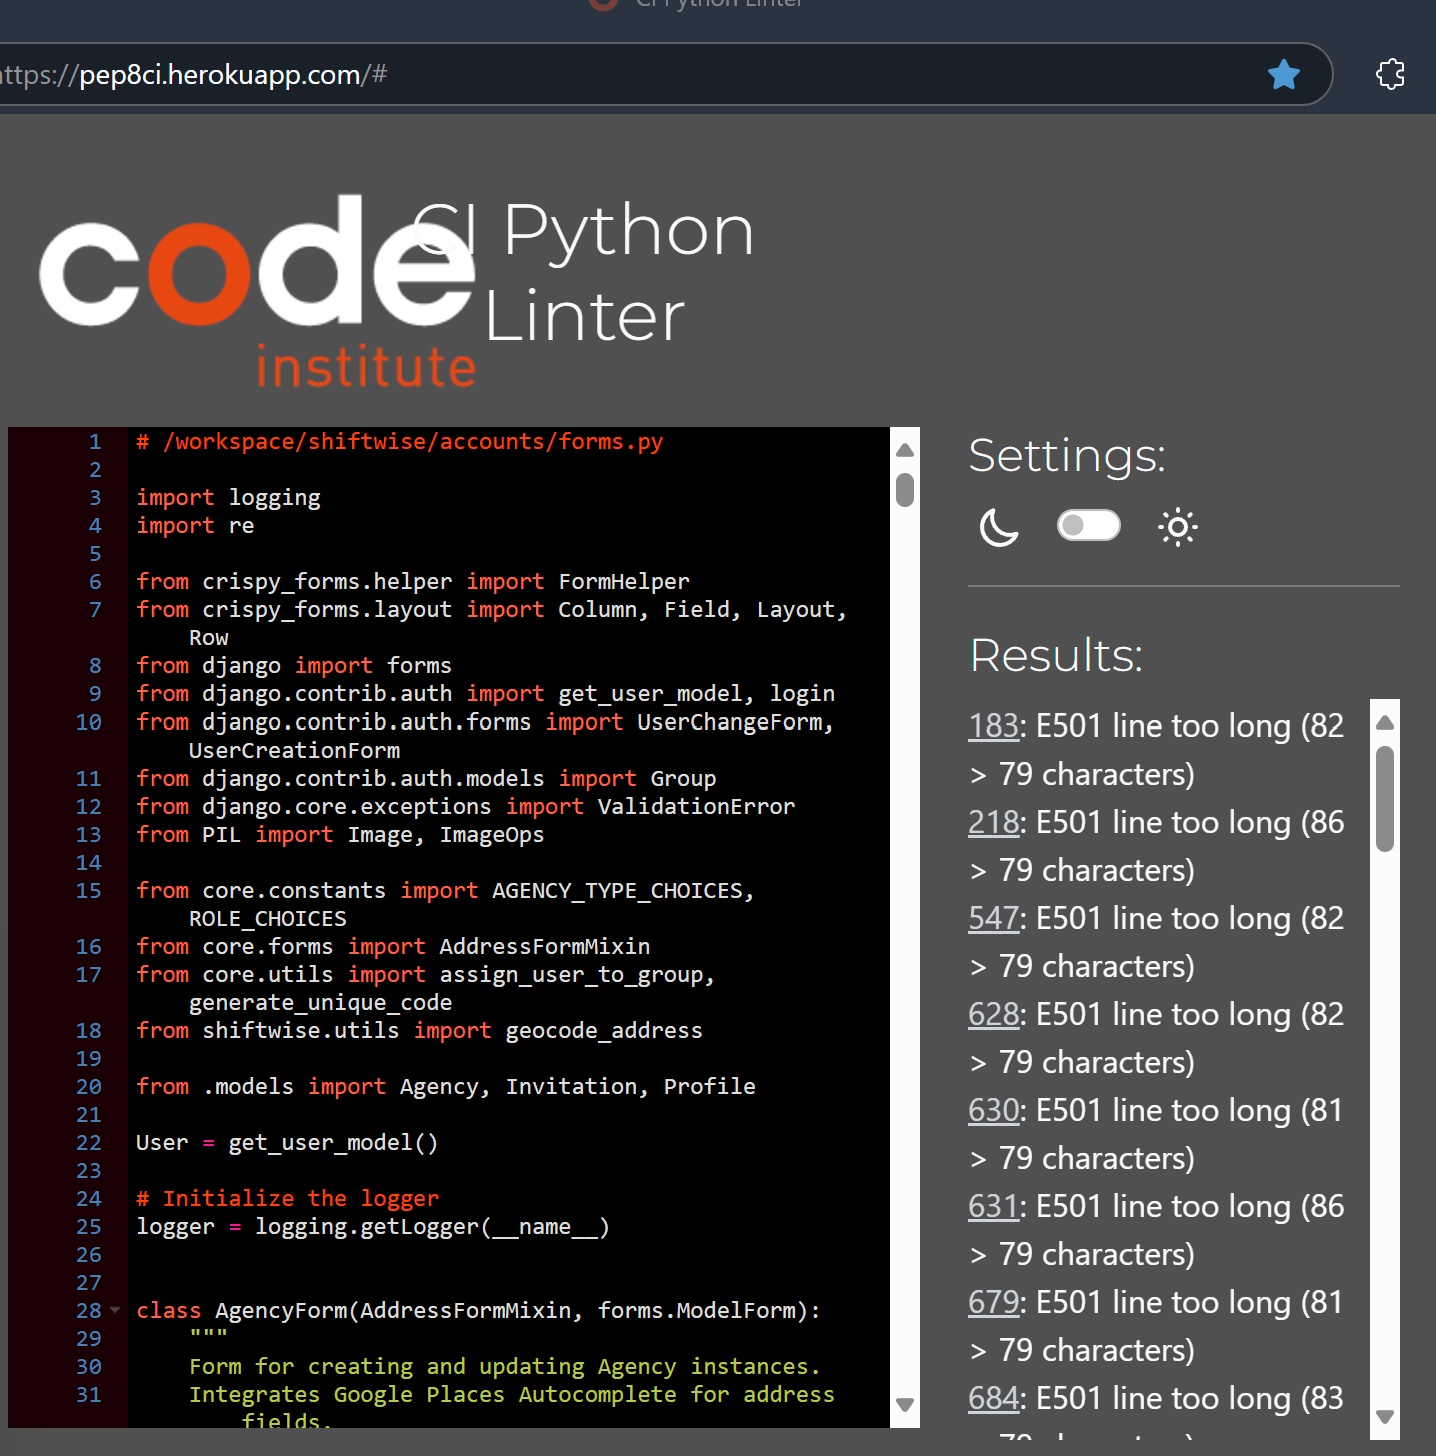 CI Python Linter
ttps://pep8ci.herokuapp.com/#
code
institute
CI Python
Linter
1 # /workspace/shiftwise/accounts/forms.py
2
3 import logging
4 import re
5
6 from crispy_forms.helper import FormHelper
7 from crispy_forms.layout import Column, Field, Layout,
Row
8 from django import forms
9 from django.contrib.auth import get_user_model, login
10 from django.contrib.auth.forms import UserChangeForm,
UserCreationForm
11 from django.contrib.auth.models import Group
12 from django.core.exceptions import ValidationError
13 from PIL import Image, ImageOps
14
15 from core.constants import AGENCY_TYPE_CHOICES,
ROLE_CHOICES
16 from core.forms import AddressFormMixin
17 from core.utils import assign_user_to_group,
generate_unique_code
18 from shiftwise.utils import geocode_address
19
20 from .models import Agency, Invitation, Profile
21
22 User = get_user_model()
23
24 # Initialize the logger
25 logger = logging.getLogger(__name__)
26
27
28 class AgencyForm(AddressFormMixin, forms.ModelForm):
29 """
30 Form for creating and updating Agency instances.
31 Integrates Google Places Autocomplete for address
fields.
Settings:
Results:
183: E501 line too long (82
> 79 characters)
218: E501 line too long (86
> 79 characters)
547: E501 line too long (82
> 79 characters)
628: E501 line too long (82
> 79 characters)
630: E501 line too long (81
> 79 characters)
631: E501 line too long (86
> 79 characters)
679: E501 line too long (81
> 79 characters)
684: E501 line too long (83